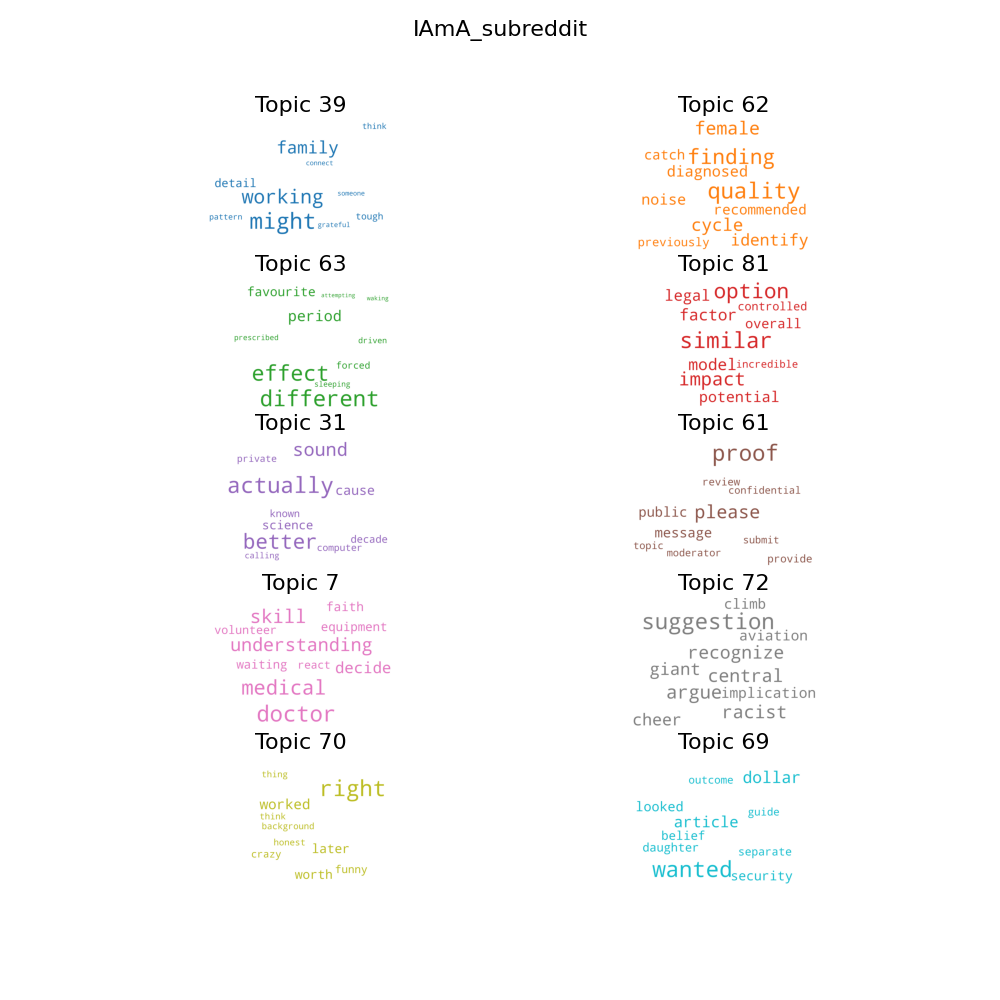 IAmA_subreddit
Topic 39
think
family
connect
detail
working
someone
pattern
might
grateful
tough
Topic 62
female
catch
finding
diagnosed
quality
noise
recommended
cycle
previously
identify
Topic 63
favourite
attempting
waking
period
prescribed
driven
forced
effect
sleeping
different
Topic 81
legal
option
controlled
factor
overall
similar
model
incredible
impact
potential
Topic 31
sound
private
actually
cause
known
science
better
decade
computer
calling
Topic 61
proof
review
confidential
public
please
message
submit
topic
moderator
provide
Topic 7
skill
faith
volunteer
equipment
understanding
waiting
react
decide
medical
doctor
Topic 72
climb
suggestion
aviation
recognize
giant
central
argue
implication
racist
cheer
Topic 70
thing
right
worked
think
background
honest
later
crazy
funny
worth
Topic 69
outcome
dollar
looked
guide
article
belief
daughter
separate
wanted
security